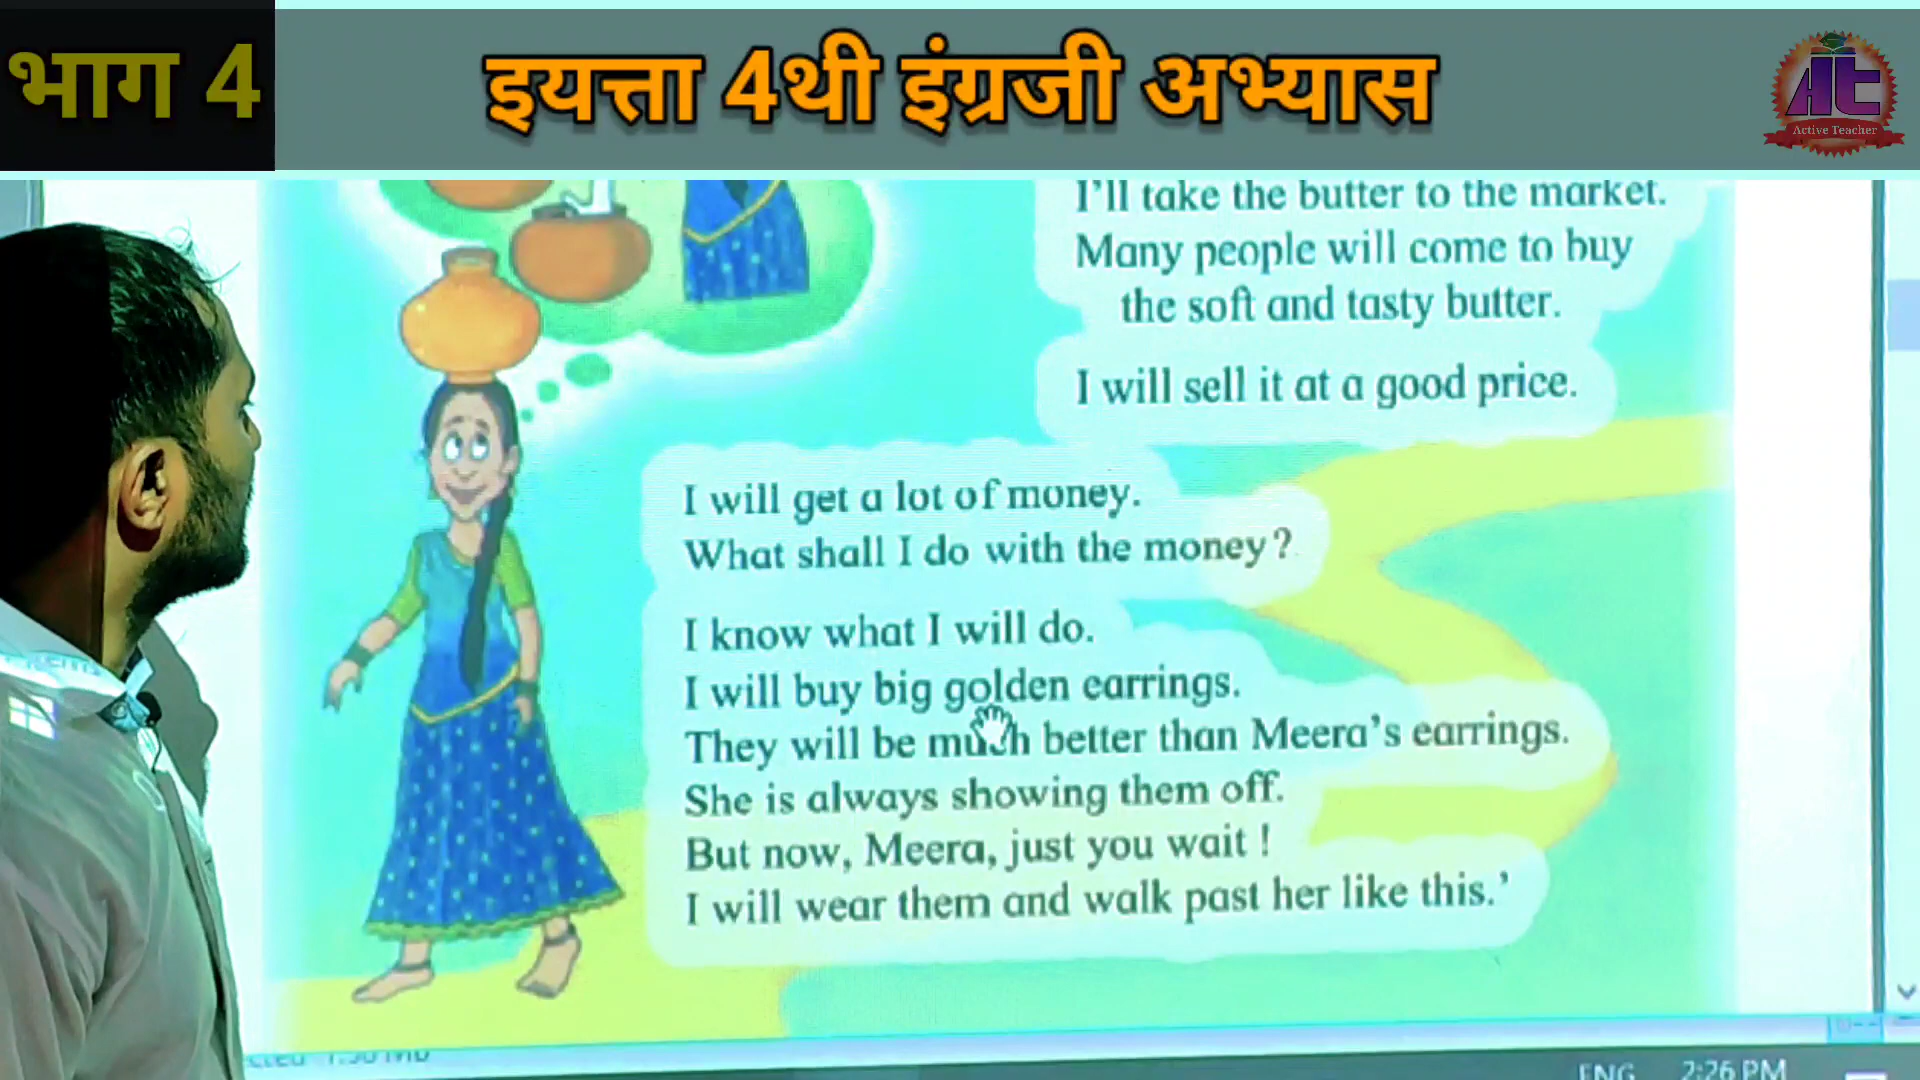 भाग 4
इयत्ता 4थी इंग्रजी अभ्यास
Active Teacher
I'll take the butter to the market.
Many people will come to buy
the soft and tasty butter.
I will sell it at a good price.
I will get a lot of money.
What shall I do with the money?
I know what I will do.
I will buy big golden earrings.
They will be much better than Meera's earrings.
She is always showing them off.
But now, Meera, just you wait !
I will wear them and walk past her like this.'
ENG 2:26 PM